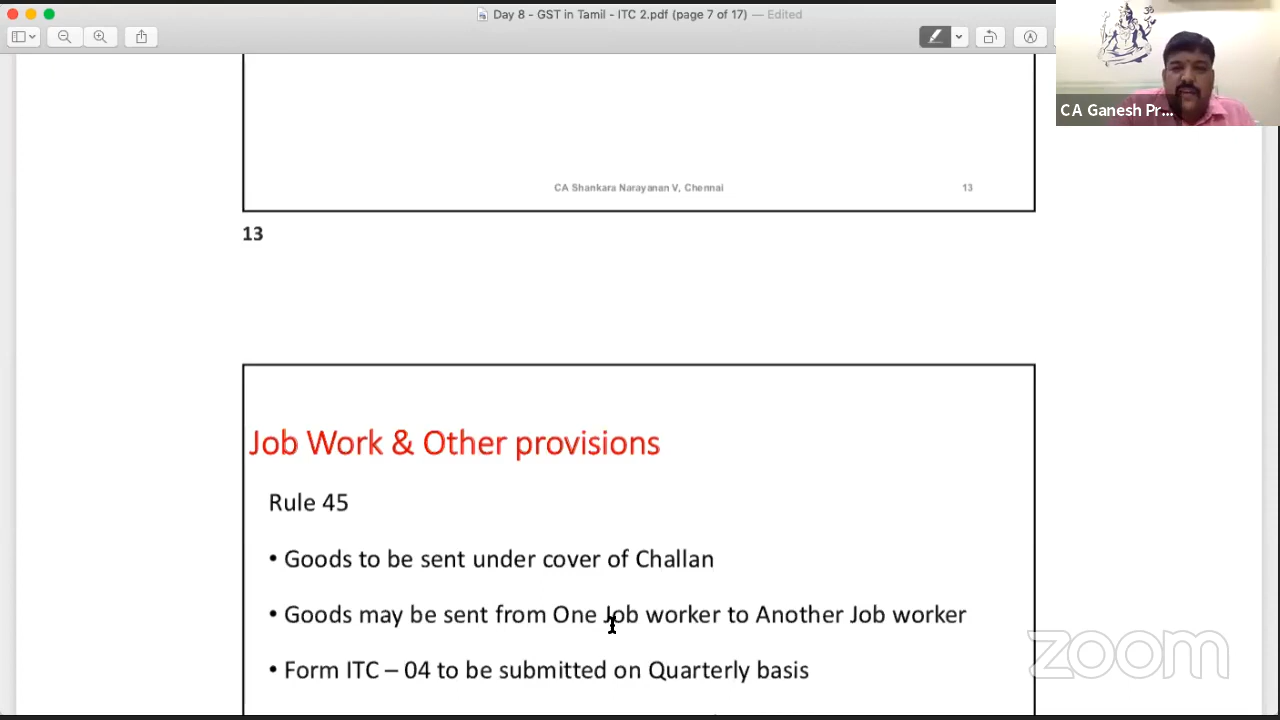 Day 8 - GST in Tamil - ITC 2.pdf (page 7 of 17) — Edited
CA Ganesh Pr...
CA Shankara Narayanan V, Chennai
13
13
Job Work & Other provisions
Rule 45
• Goods to be sent under cover of Challan
• Goods may be sent from One Job worker to Another Job worker
• Form ITC – 04 to be submitted on Quarterly basis
zoom